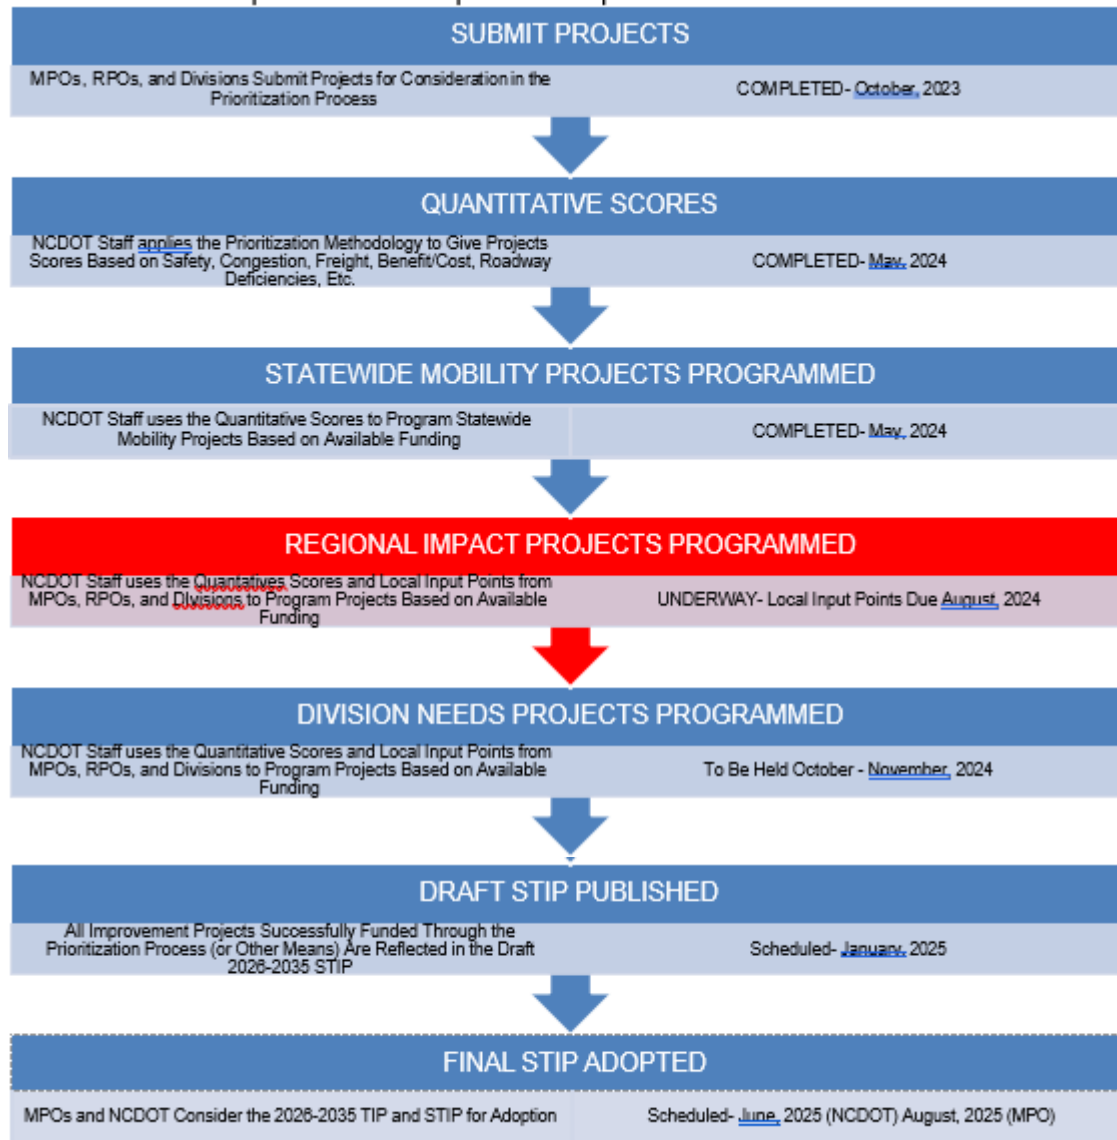 SUBMIT PROJECTS
MPOs, RPOs, and Divisions Submit Projects for Consideration in the
Prioritization Process
COMPLETED- October, 2023
QUANTITATIVE SCORES
NCDOT Staff applies the Prioritization Methodology to Give Projects
Scores Based on Safety, Congestion, Freight, Benefit/Cost, Roadway
Deficiencies, Etc.
COMPLETED- May, 2024
STATEWIDE MOBILITY PROJECTS PROGRAMMED
NCDOT Staff uses the Quantitative Scores to Program Statewide
Mobility Projects Based on Available Funding
COMPLETED- May, 2024
REGIONAL IMPACT PROJECTS PROGRAMMED
NCDOT Staff uses the Quantatives Scores and Local Input Points from
MPOs, RPOs, and DIvisions to Program Projects Based on Available
Funding
UNDERWAY- Local Input Points Due August, 2024
DIVISION NEEDS PROJECTS PROGRAMMED
NCDOT Staff uses the Quantitative Scores and Local Input Points from
MPOs, RPOs, and Divisions to Program Projects Based on Available
Funding
To Be Held October - November, 2024
DRAFT STIP PUBLISHED
All Improvement Projects Successfully Funded Through the
Prioritization Process (or Other Means) Are Reflected in the Draft
2026-2035 STIP
Scheduled- January, 2025
FINAL STIP ADOPTED
MPOs and NCDOT Consider the 2026-2035 TIP and STIP for Adoption
Scheduled- June, 2025 (NCDOT) August, 2025 (MPO)